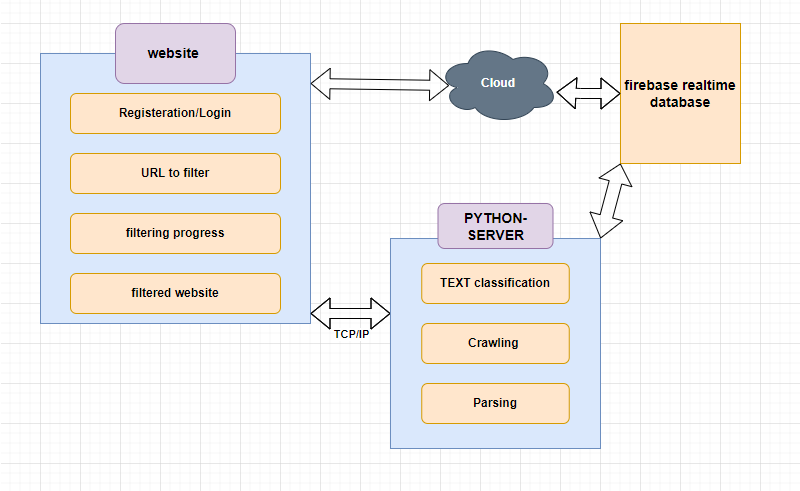 website
Registeration/Login
URL to filter
filtering progress
filtered website
Cloud
firebase realtime
database
TCP/IP
PYTHON-
SERVER
TEXT classification
Crawling
Parsing